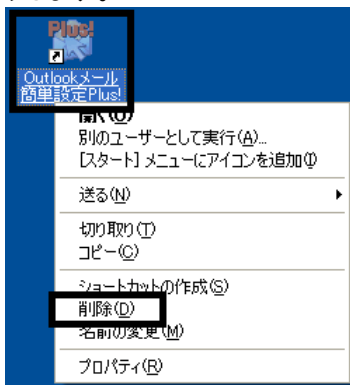 Plus!
Outlookメール
簡単設定Plus!
開く(O)
別のユーザーとして実行(A)...
[スタート] メニューにアイコンを追加(I)
送る(N)
切り取り(T)
コピー(C)
ショートカットの作成(S)
削除(D)
名前の変更(M)
プロパティ(R)